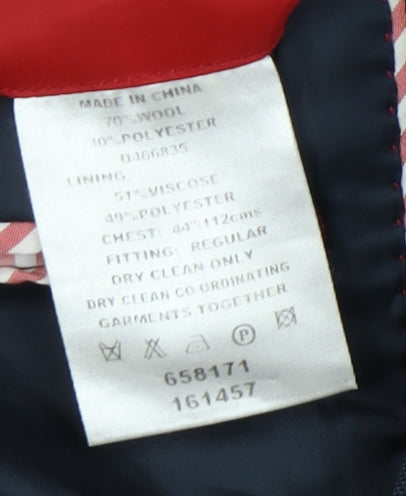 MADE IN CHINA
70% WOOL
30% POLYESTER
D466835
LINING:
51% VISCOSE
49% POLYESTER
CHEST: 44"/112cms
FITTING: REGULAR
DRY CLEAN ONLY
DRY CLEAN CO-ORDINATING
GARMENTS TOGETHER
P
658171
161457